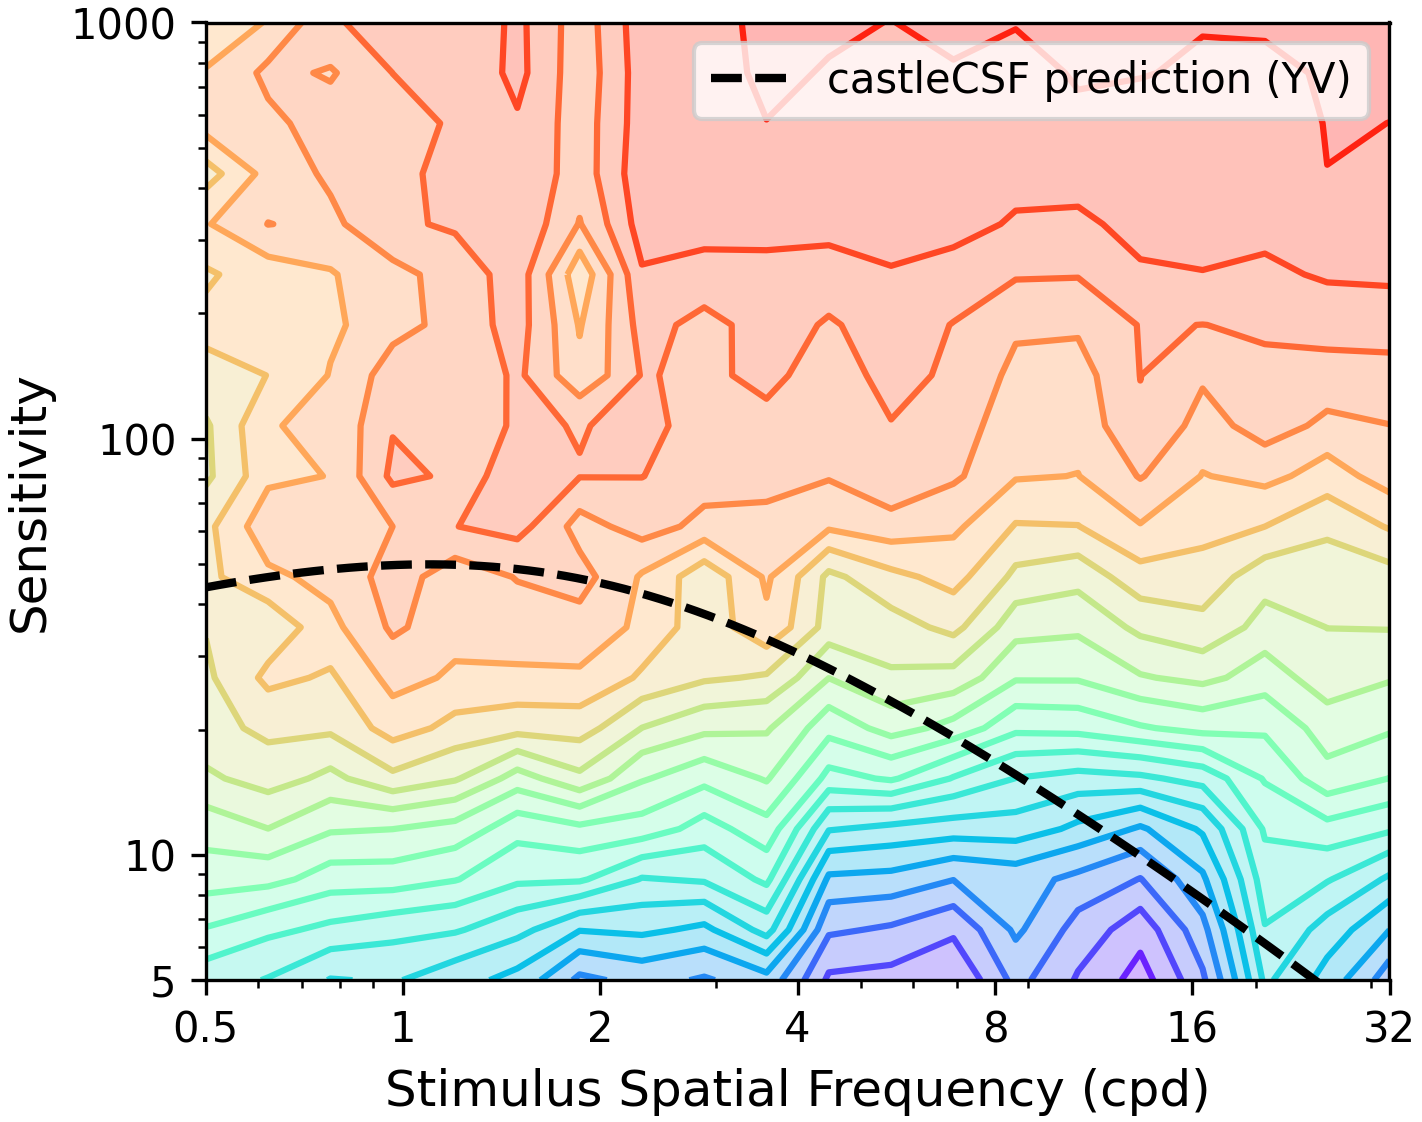 1000
castleCSF prediction (YV)
Sensitivity
100
10
5
0.5 1 2 4 8 16 32
Stimulus Spatial Frequency (cpd)